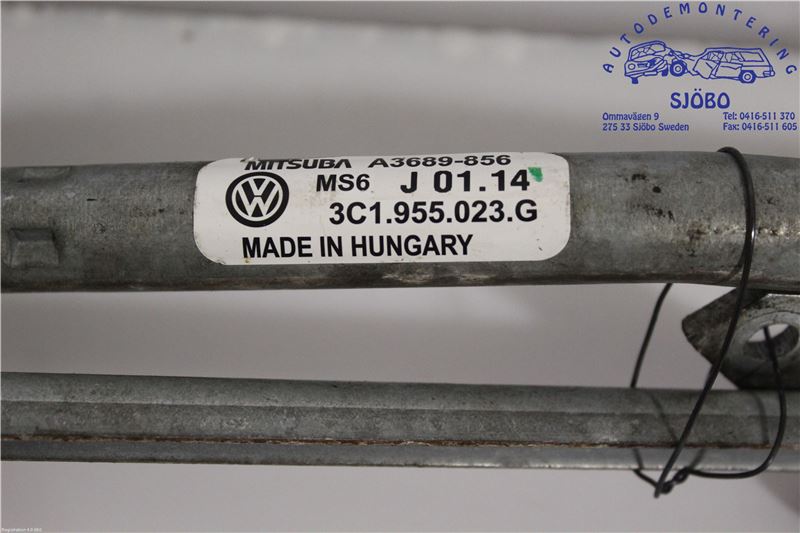 AUTODEMONTERING
SJÖBO
Ommavägen 9 Tel: 0416-511 370
275 33 Sjöbo Sweden Fax: 0416-511 605
MITSUBA A3689-856
MS6 J 01.14
3C1.955.023.G
MADE IN HUNGARY